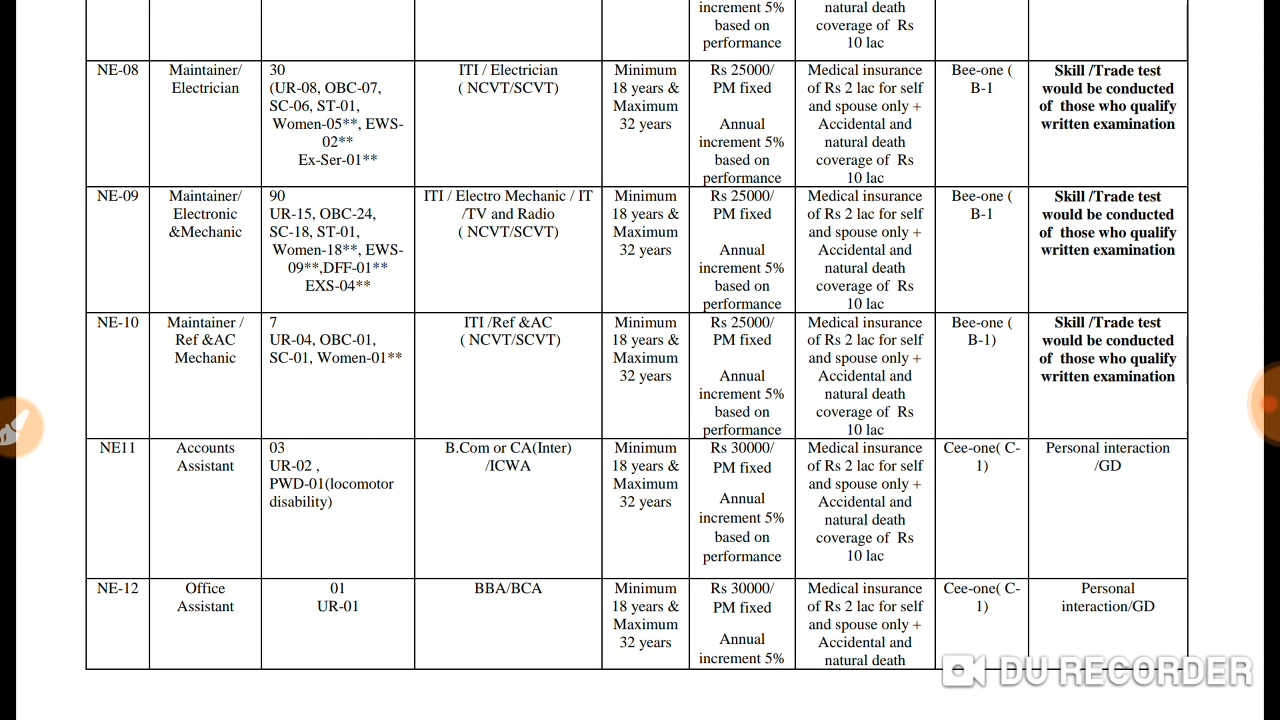 increment 5%
based on
performance
natural death
coverage of Rs
10 lac
NE-08
Maintainer/
Electrician
30
(UR-08, OBC-07,
SC-06, ST-01,
Women-05**, EWS-
02**
Ex-Ser-01**
ITI / Electrician
( NCVT/SCVT)
Minimum
18 years &
Maximum
32 years
Rs 25000/
PM fixed
Annual
increment 5%
based on
performance
Medical insurance
of Rs 2 lac for self
and spouse only +
Accidental and
natural death
coverage of Rs
10 lac
Bee-one (
B-1
Skill /Trade test
would be conducted
of those who qualify
written examination
NE-09
Maintainer/
Electronic
&Mechanic
90
UR-15, OBC-24,
SC-18, ST-01,
Women-18**, EWS-
09**,DFF-01**
EXS-04**
ITI / Electro Mechanic / IT
/TV and Radio
( NCVT/SCVT)
Minimum
18 years &
Maximum
32 years
Rs 25000/
PM fixed
Annual
increment 5%
based on
performance
Medical insurance
of Rs 2 lac for self
and spouse only +
Accidental and
natural death
coverage of Rs
10 lac
Bee-one (
B-1
Skill /Trade test
would be conducted
of those who qualify
written examination
NE-10
Maintainer /
Ref &AC
Mechanic
7
UR-04, OBC-01,
SC-01, Women-01**
ITI /Ref &AC
( NCVT/SCVT)
Minimum
18 years &
Maximum
32 years
Rs 25000/
PM fixed
Annual
increment 5%
based on
performance
Medical insurance
of Rs 2 lac for self
and spouse only +
Accidental and
natural death
coverage of Rs
10 lac
Bee-one (
B-1)
Skill /Trade test
would be conducted
of those who qualify
written examination
NE11
Accounts
Assistant
03
UR-02 ,
PWD-01(locomotor
disability)
B.Com or CA(Inter)
/ICWA
Minimum
18 years &
Maximum
32 years
Rs 30000/
PM fixed
Annual
increment 5%
based on
performance
Medical insurance
of Rs 2 lac for self
and spouse only +
Accidental and
natural death
coverage of Rs
10 lac
Cee-one( C-
1)
Personal interaction
/GD
NE-12
Office
Assistant
01
UR-01
BBA/BCA
Minimum
18 years &
Maximum
32 years
Rs 30000/
PM fixed
Annual
increment 5%
Medical insurance
of Rs 2 lac for self
and spouse only +
Accidental and
natural death
Cee-one( C-
1)
Personal
interaction/GD
DU RECORDER